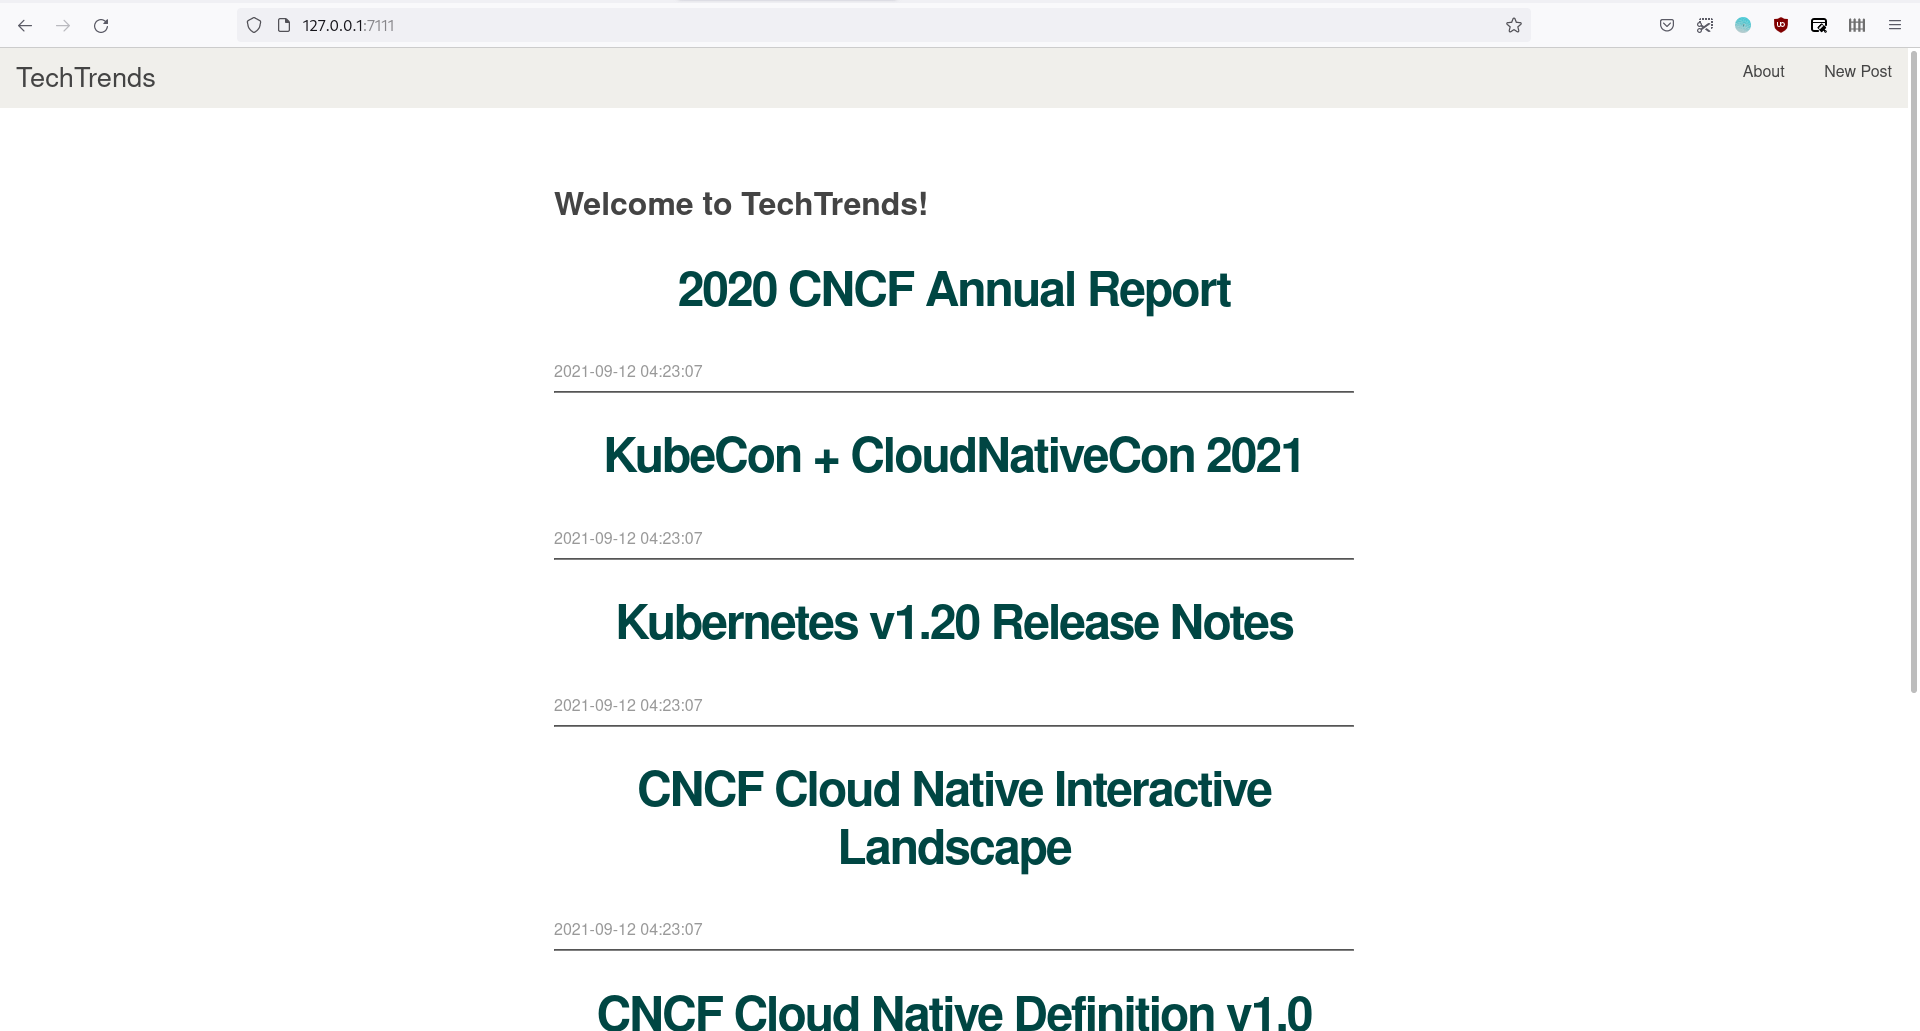 127.0.0.1:7111
TechTrends
About
New Post
Welcome to TechTrends!
2020 CNCF Annual Report
2021-09-12 04:23:07
KubeCon + CloudNativeCon 2021
2021-09-12 04:23:07
Kubernetes v1.20 Release Notes
2021-09-12 04:23:07
CNCF Cloud Native Interactive
Landscape
2021-09-12 04:23:07
CNCF Cloud Native Definition v1.0